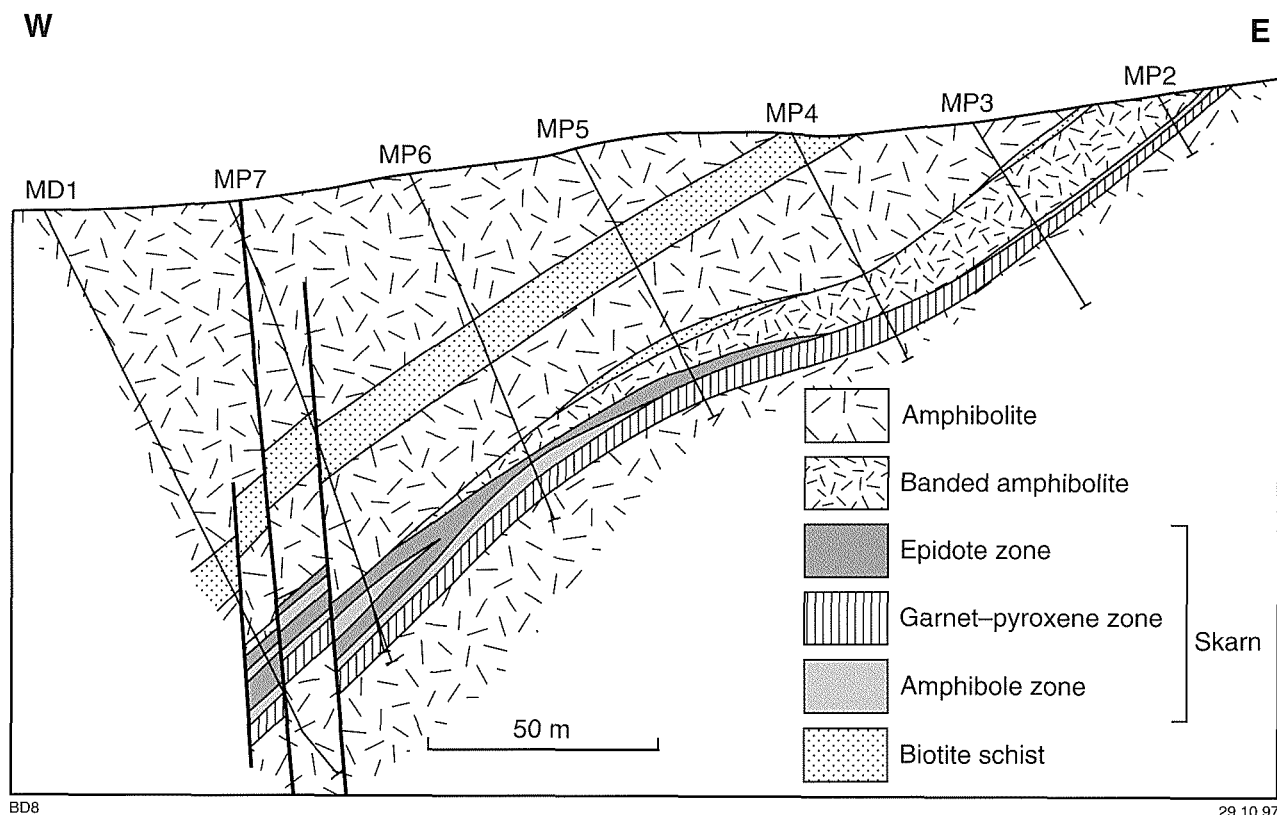 W
E
MP2
MP3
MP4
MP5
MP6
MP7
MD1
Amphibolite
Banded amphibolite
Epidote zone
Garnet–pyroxene zone
Skarn
Amphibole zone
Biotite schist
50 m
BD8
29.10.97